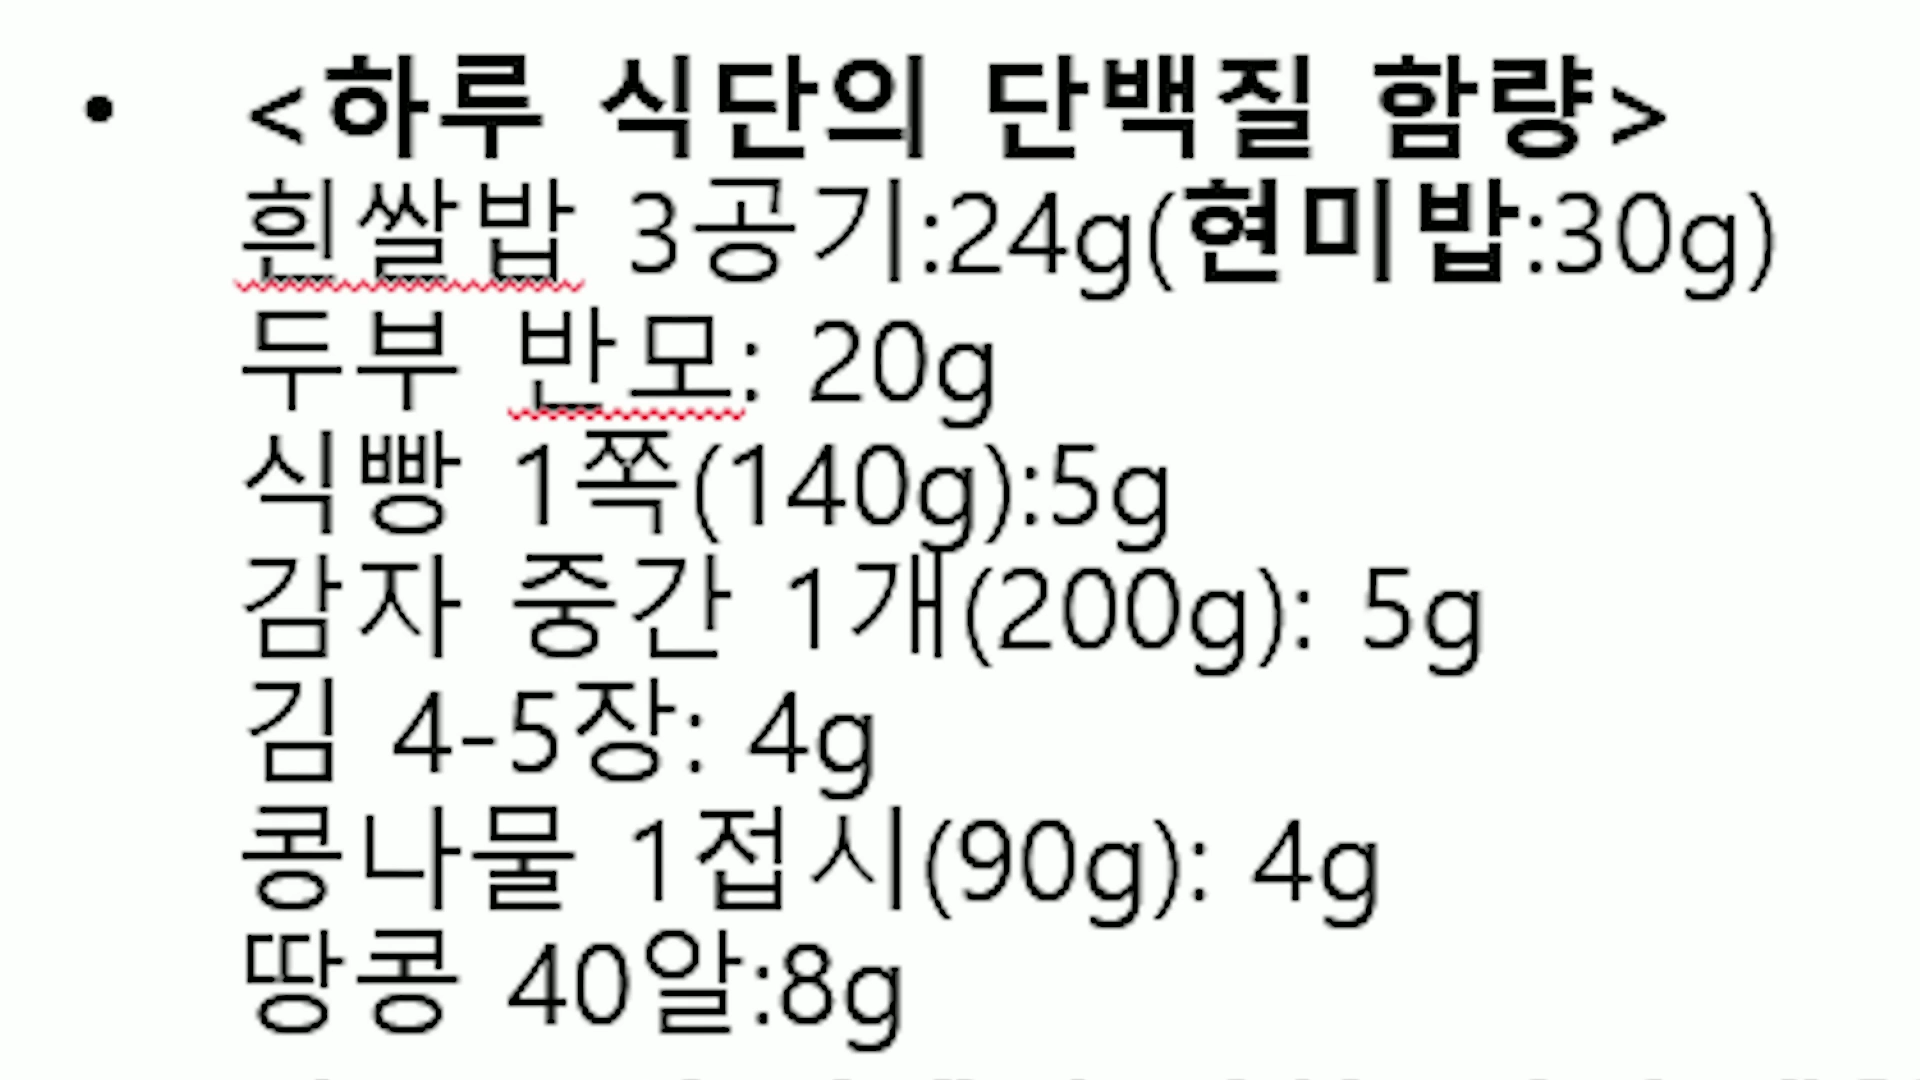 • <하루 식단의 단백질 함량>
흰쌀밥 3공기:24g(현미밥:30g)
두부 반모: 20g
식빵 1쪽(140g):5g
감자 중간 1개(200g): 5g
김 4-5장: 4g
콩나물 1접시(90g): 4g
땅콩 40알:8g